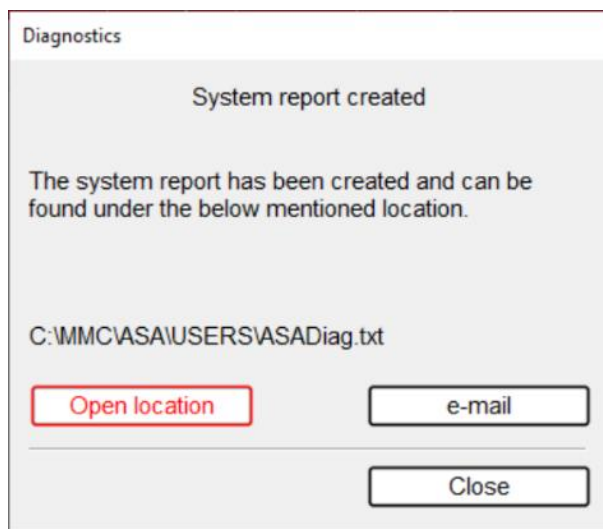 Diagnostics
System report created
The system report has been created and can be
found under the below mentioned location.
C:\MMC\ASA\USERS\ASADiag.txt
Open location
e-mail
Close